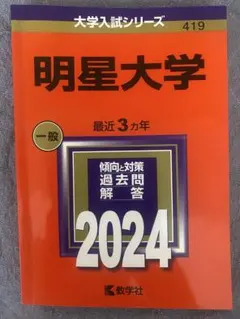 大学入試シリーズ
419
明星大学
最近3カ年
一般
傾向と対策
過去問
解答
2024
数学社